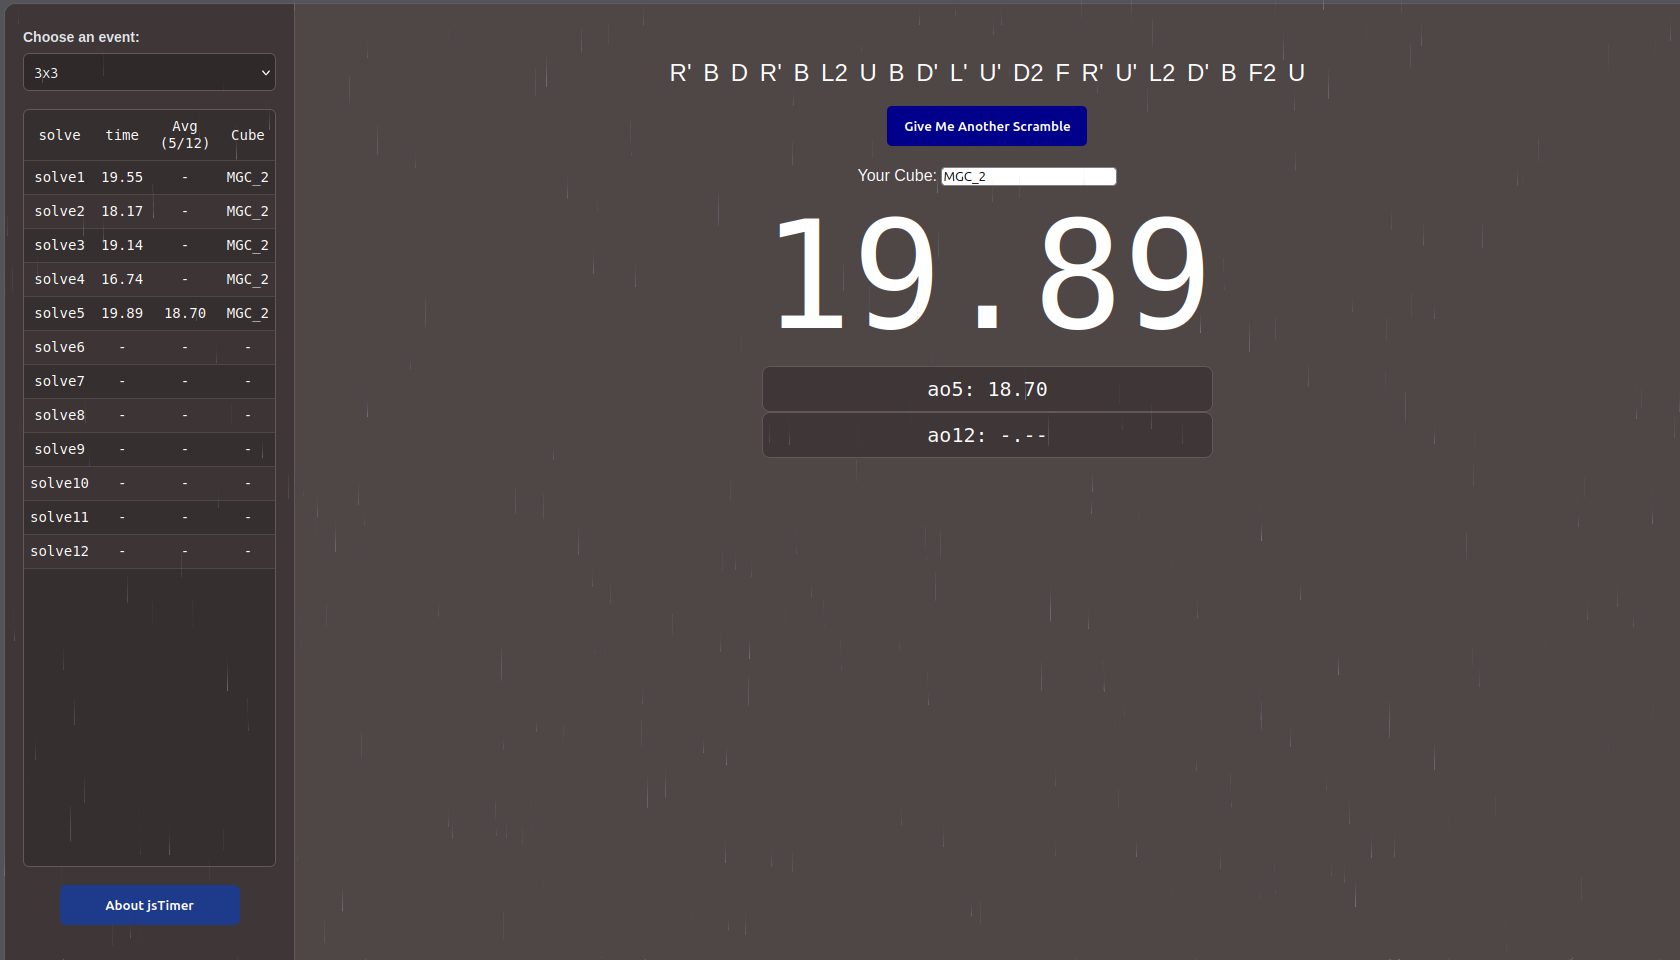 Choose an event:
3x3
solve time Avg (5/12) Cube
solve1 19.55 - MGC_2
solve2 18.17 - MGC_2
solve3 19.14 - MGC_2
solve4 16.74 - MGC_2
solve5 19.89 18.70 MGC_2
solve6 - - -
solve7 - - -
solve8 - - -
solve9 - - -
solve10 - - -
solve11 - - -
solve12 - - -
About jsTimer
R' B D R' B L2 U B D' L' U' D2 F R' U' L2 D' B F2 U
Give Me Another Scramble
Your Cube: MGC_2
19.89
ao5: 18.70
ao12: -.--